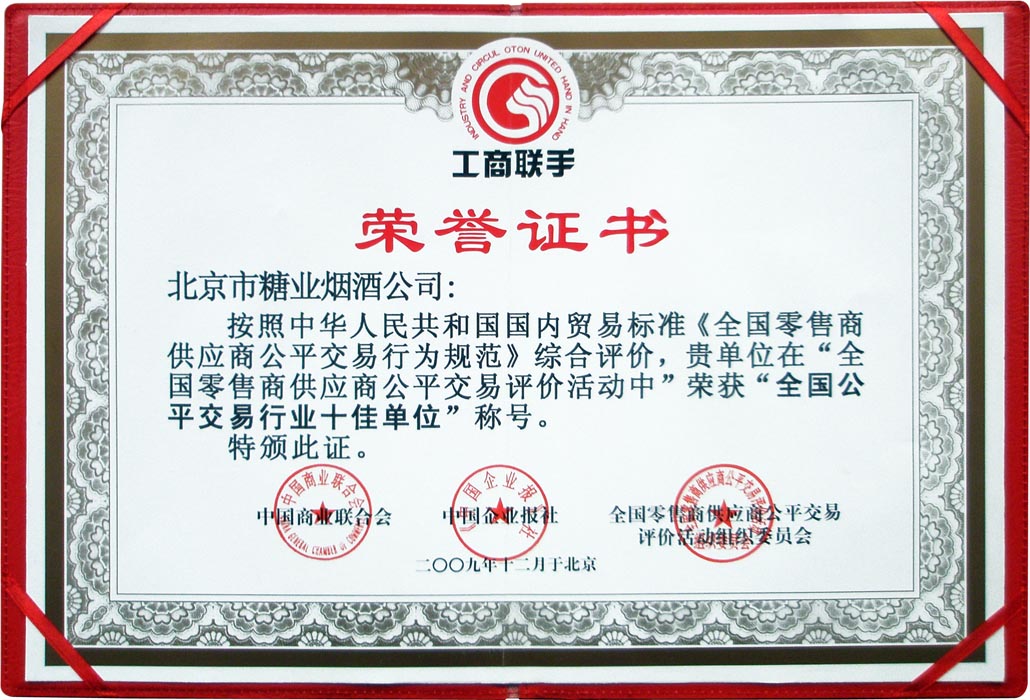 INDUSTRY AND CIRCUL OTON UNITED HAND IN HAND
工商联手
荣誉证书
北京市糖业烟酒公司：
按照中华人民共和国国内贸易标准《全国零售商
供应商公平交易行为规范》综合评价，贵单位在“全
国零售商供应商公平交易评价活动中”荣获“全国公
平交易行业十佳单位”称号。
特颁此证。
中国商业联合会
中国商业联合会
中国企业报社
全国零售商供应商公平交易
评价活动组织委员会
二〇〇九年十二月于北京